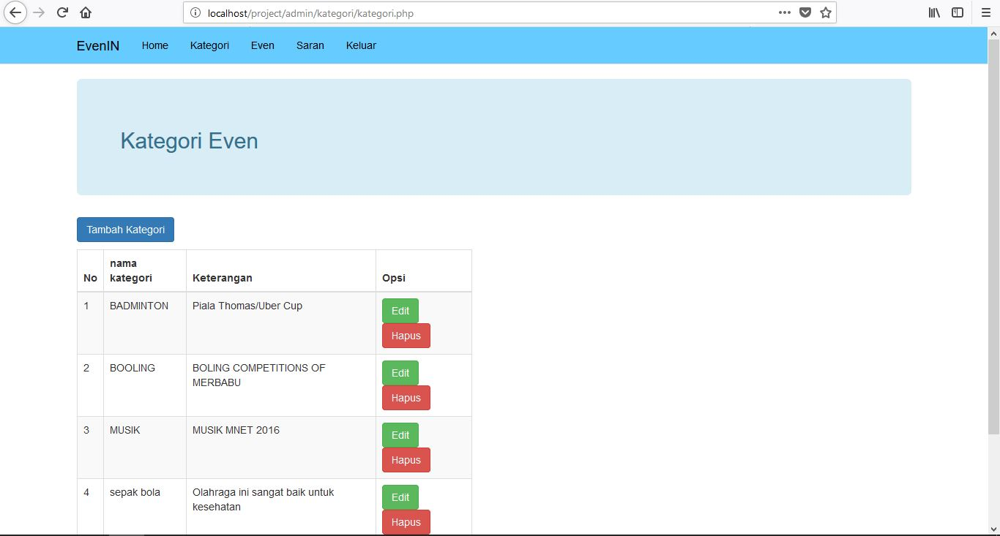 localhost/project/admin/kategori/kategori.php
EvenIN Home Kategori Even Saran Keluar
Kategori Even
Tambah Kategori
No nama kategori Keterangan Opsi
1 BADMINTON Piala Thomas/Uber Cup Edit
Hapus
2 BOOLING BOLING COMPETITIONS OF MERBABU Edit
Hapus
3 MUSIK MUSIK MNET 2016 Edit
Hapus
4 sepak bola Olahraga ini sangat baik untuk kesehatan Edit
Hapus